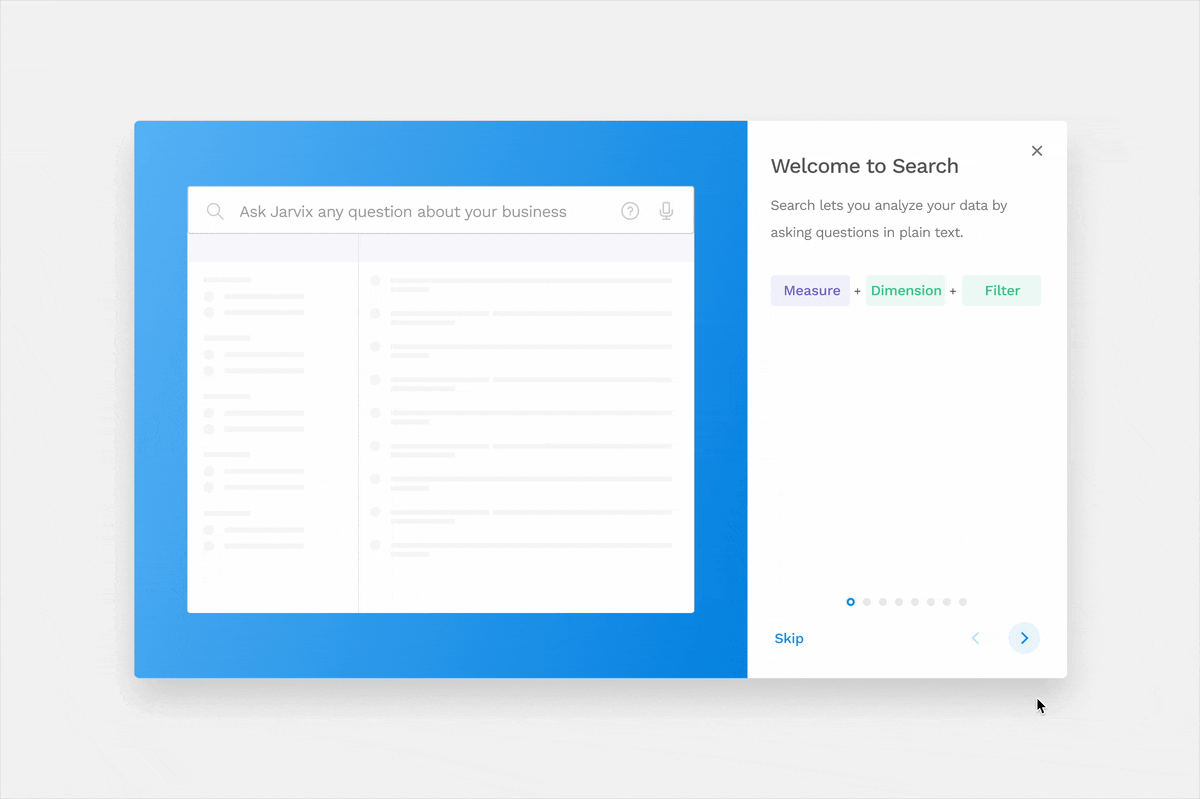 Ask Jarvix any question about your business
Welcome to Search
Search lets you analyze your data by
asking questions in plain text.
Measure + Dimension + Filter
Skip